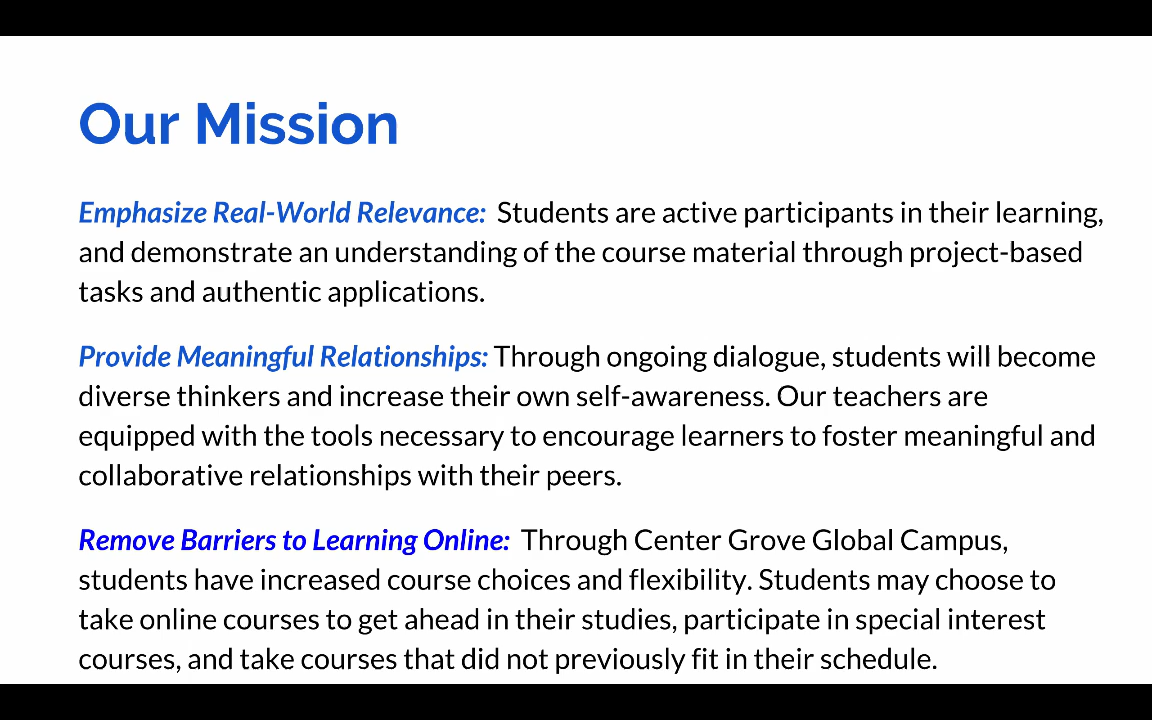 Our Mission
Emphasize Real-World Relevance: Students are active participants in their learning,
and demonstrate an understanding of the course material through project-based
tasks and authentic applications.
Provide Meaningful Relationships: Through ongoing dialogue, students will become
diverse thinkers and increase their own self-awareness. Our teachers are
equipped with the tools necessary to encourage learners to foster meaningful and
collaborative relationships with their peers.
Remove Barriers to Learning Online: Through Center Grove Global Campus,
students have increased course choices and flexibility. Students may choose to
take online courses to get ahead in their studies, participate in special interest
courses, and take courses that did not previously fit in their schedule.